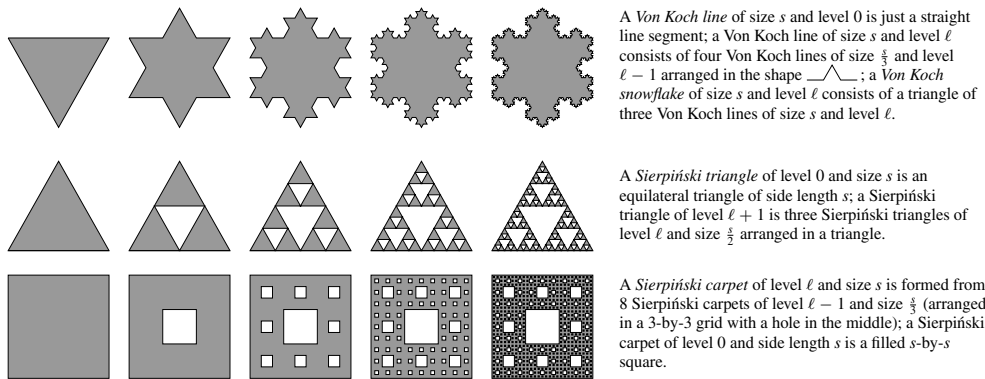 A Von Koch line of size s and level 0 is just a straight
line segment; a Von Koch line of size s and level ℓ
consists of four Von Koch lines of size s/3 and level
ℓ − 1 arranged in the shape ; a Von Koch
snowflake of size s and level ℓ consists of a triangle of
three Von Koch lines of size s and level ℓ.
A Sierpiński triangle of level 0 and size s is an
equilateral triangle of side length s; a Sierpiński
triangle of level ℓ + 1 is three Sierpiński triangles of
level ℓ and size s/2 arranged in a triangle.
A Sierpiński carpet of level ℓ and size s is formed from
8 Sierpiński carpets of level ℓ − 1 and size s/3 (arranged
in a 3-by-3 grid with a hole in the middle); a Sierpiński
carpet of level 0 and side length s is a filled s-by-s
square.